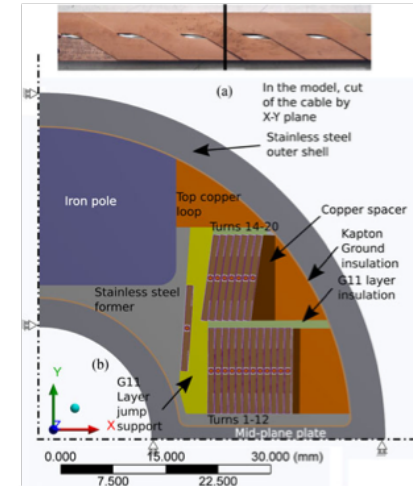 (a)
In the model, cut
of the cable by
X-Y plane
Stainless steel
outer shell
Iron pole
Top copper
loop
Copper spacer
Turns 14-20
Kapton
Ground
insulation
G11 layer
insulation
Stainless steel
former
(b)
G11
Layer
jump
support
Turns 1-12
Mid-plane plate
Y
X
Z
0.000
15.000
30.000 (mm)
7.500
22.500